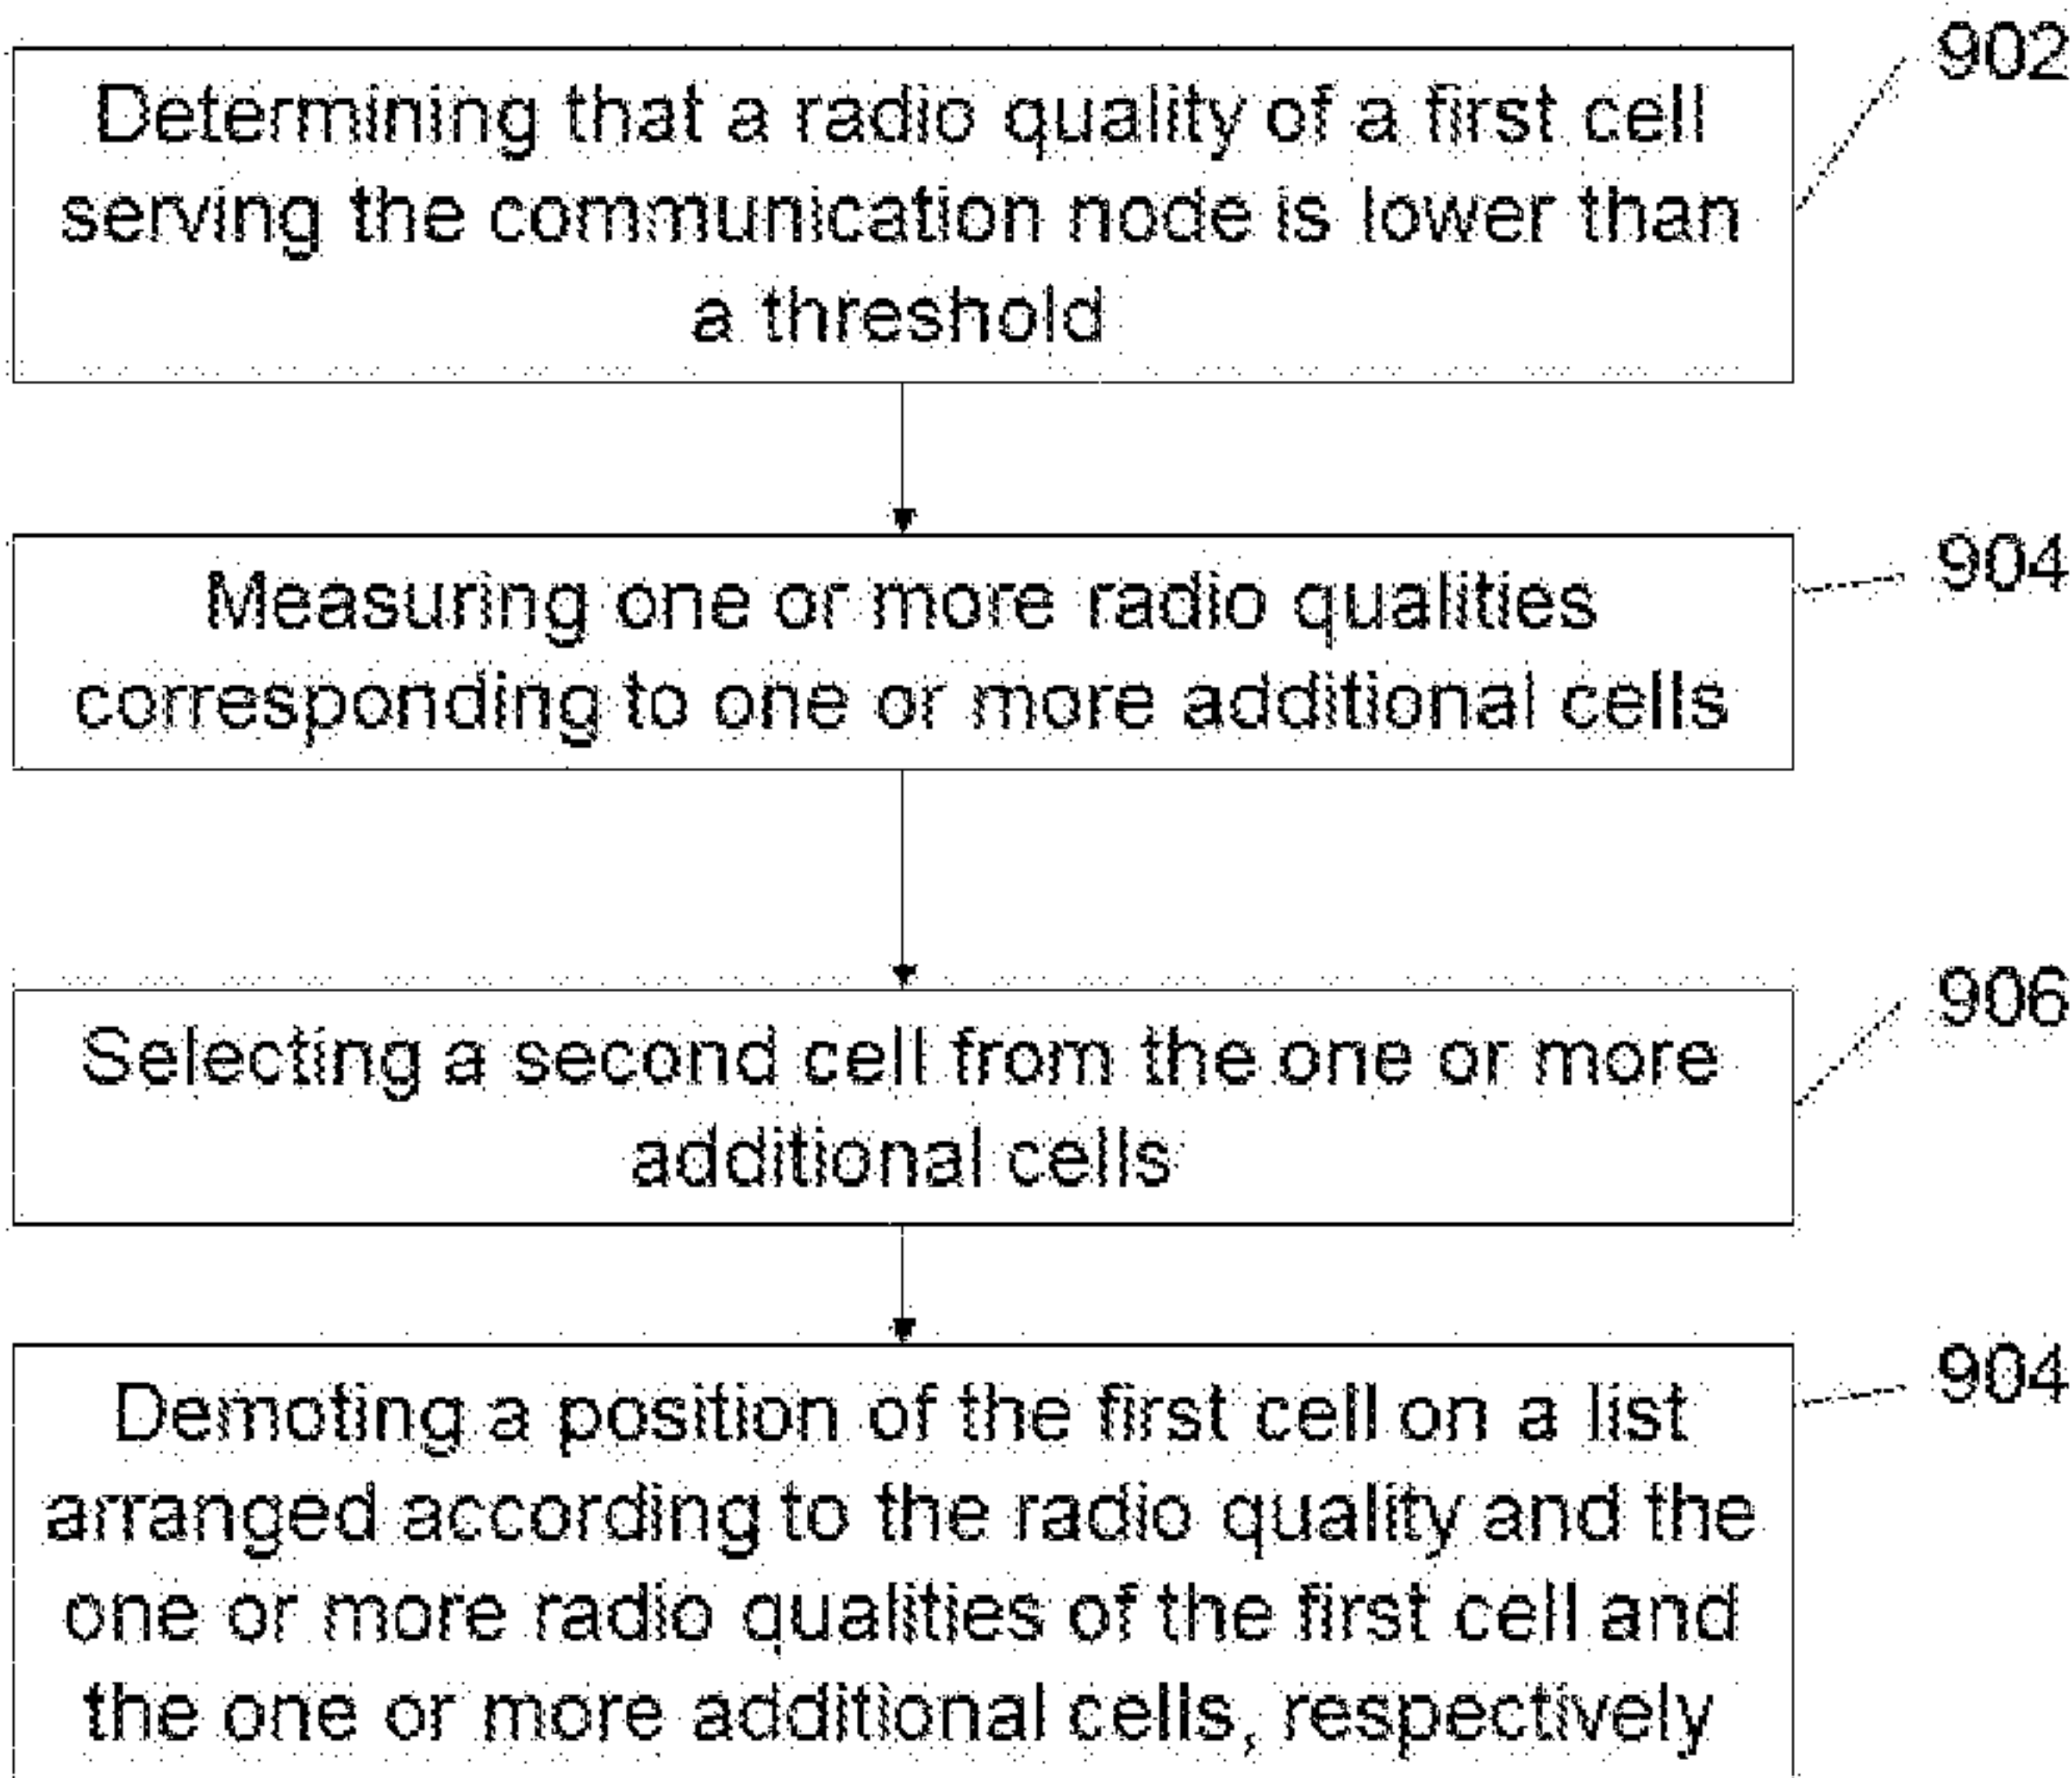 902
Determining that a radio quality of a first cell
serving the communication node is lower than
a threshold
904
Measuring one or more radio qualities
corresponding to one or more additional cells
906
Selecting a second cell from the one or more
additional cells
904
Demoting a position of the first cell on a list
arranged according to the radio quality and the
one or more radio qualities of the first cell and
the one or more additional cells, respectively